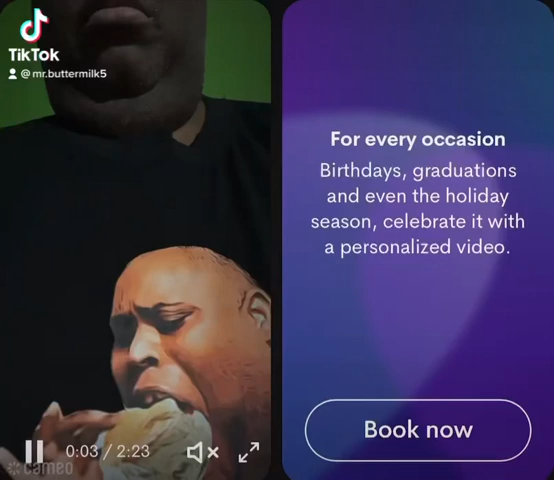 TikTok
@mr.buttermilk5
For every occasion
Birthdays, graduations
and even the holiday
season, celebrate it with
a personalized video.
Book now
0:03 / 2:23
cameo